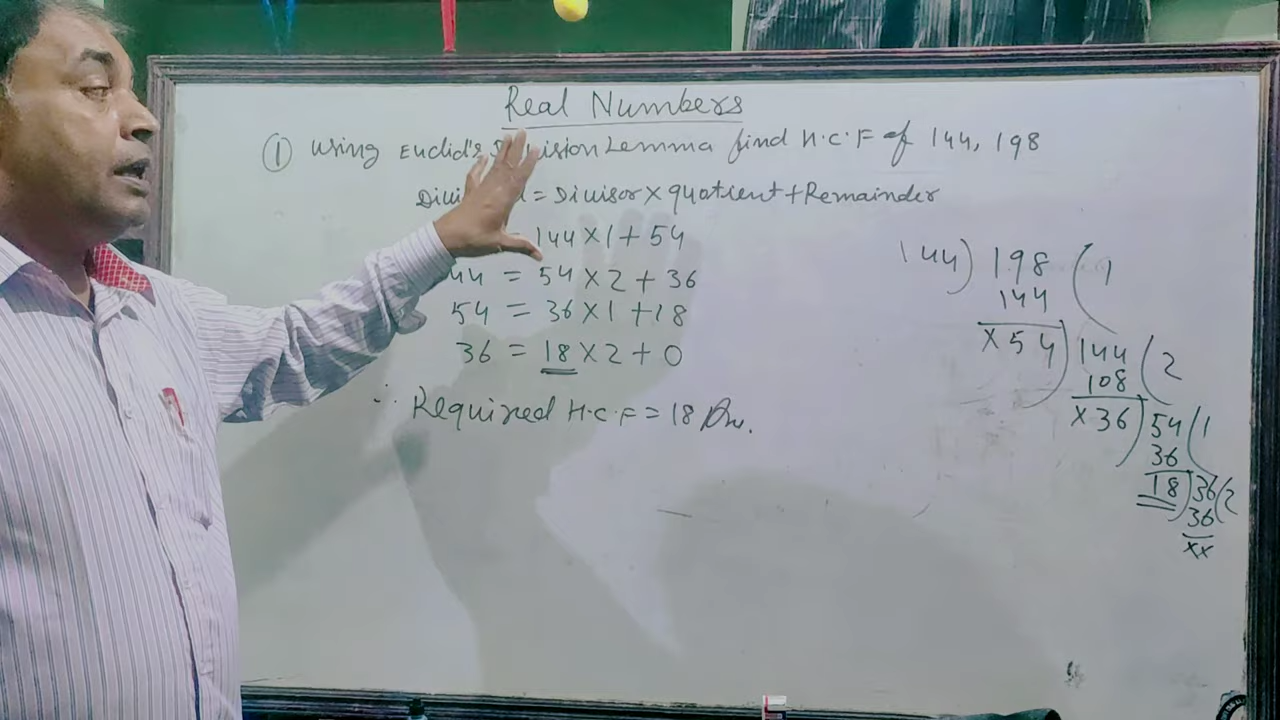 Real Numbers
① Using Euclid's Division Lemma find H.C.F of 144, 198
= Divisor × quotient + Remainder
144 × 1 + 54
44 = 54 × 2 + 36
54 = 36 × 1 + 18
36 = 18 × 2 + 0
∴ Required H.C.F = 18
144) 198 (1
144
×54) 144 (2
108
×36) 54 (1
36
18) 36 (2
36
××